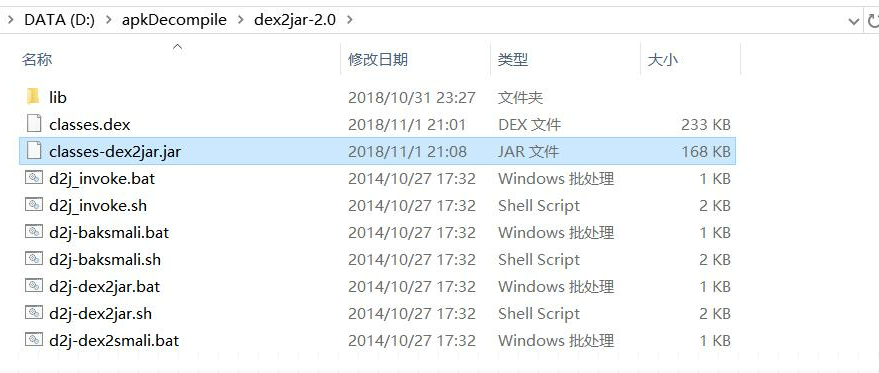 DATA (D:) > apkDecompile > dex2jar-2.0 >
名称 修改日期 类型 大小
lib 2018/10/31 23:27 文件夹
classes.dex 2018/11/1 21:01 DEX 文件 233 KB
classes-dex2jar.jar 2018/11/1 21:08 JAR 文件 168 KB
d2j_invoke.bat 2014/10/27 17:32 Windows 批处理 1 KB
d2j_invoke.sh 2014/10/27 17:32 Shell Script 2 KB
d2j-baksmali.bat 2014/10/27 17:32 Windows 批处理 1 KB
d2j-baksmali.sh 2014/10/27 17:32 Shell Script 2 KB
d2j-dex2jar.bat 2014/10/27 17:32 Windows 批处理 1 KB
d2j-dex2jar.sh 2014/10/27 17:32 Shell Script 2 KB
d2j-dex2smali.bat 2014/10/27 17:32 Windows 批处理 1 KB